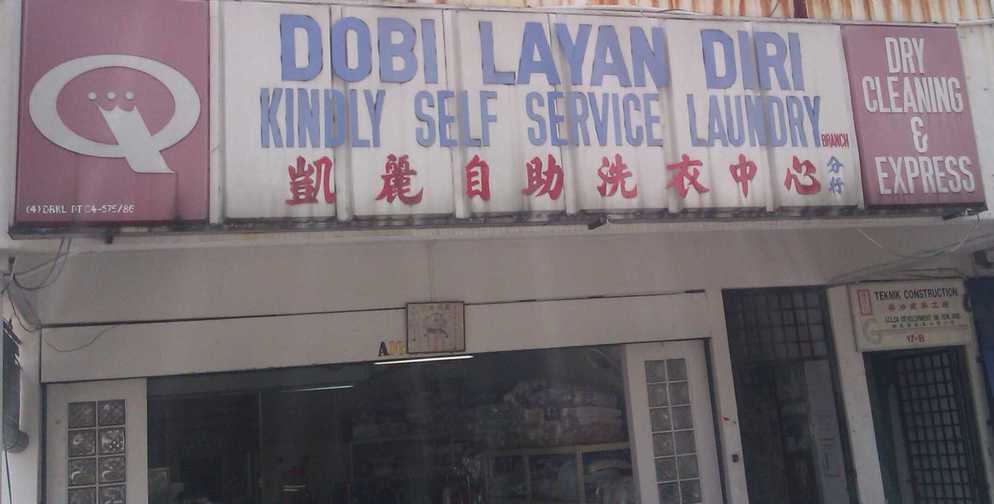 Q
(4) DBKL PT C4-575/86
DOBI LAYAN DIRI
KINDLY SELF SERVICE LAUNDRY
BRANCH
凱麗自助洗衣中心
分行
DRY
CLEANING
&
EXPRESS
TEKNIK CONSTRUCTION
17-B